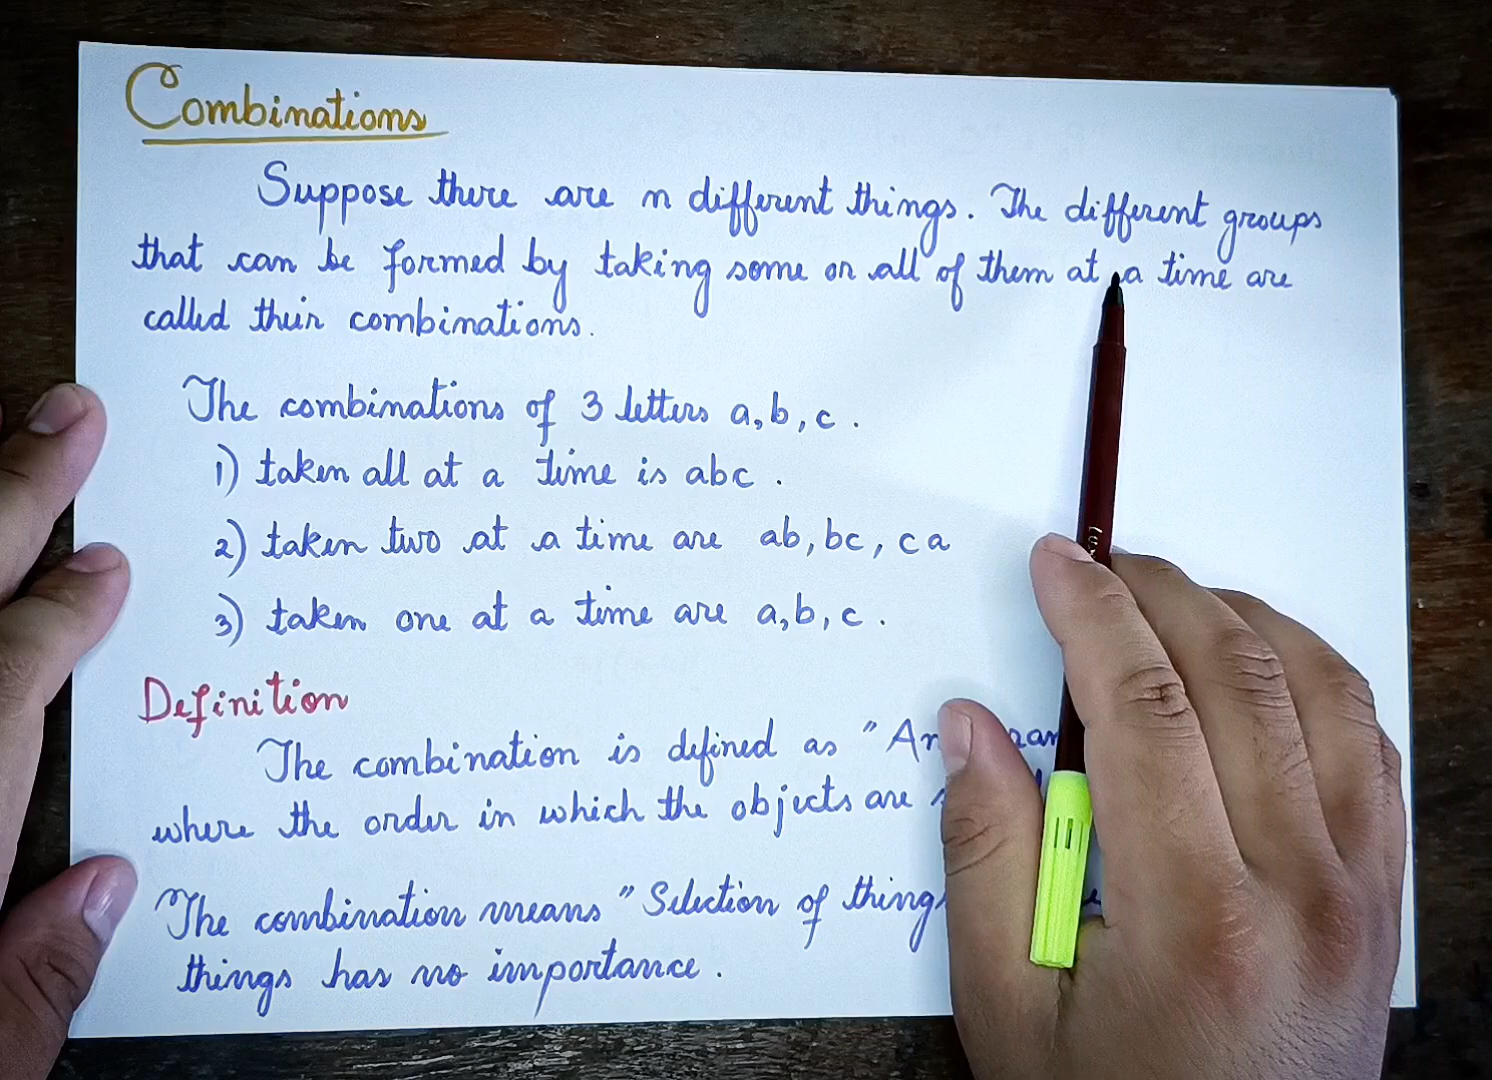 Combinations
Suppose there are n different things. The different groups
that can be formed by taking some or all of them at a time are
called their combinations.
The combinations of 3 letters a, b, c.
1) taken all at a time is abc.
2) taken two at a time are ab, bc, ca
3) taken one at a time are a, b, c.
Definition
The combination is defined as "
where the order in which the objects are
The combination means "Selection of things
things has no importance.